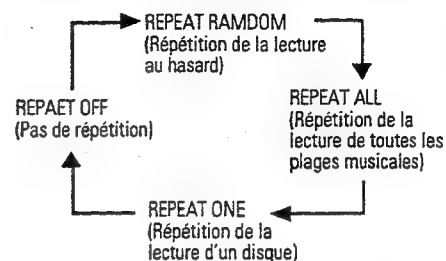 REPEAT RAMDOM
(Répétition de la lecture
au hasard)
REPEAT ALL
(Répétition de la
lecture de toutes les
plages musicales)
REPAET OFF
(Pas de répétition)
REPEAT ONE
(Répétition de la
lecture d'un disque)